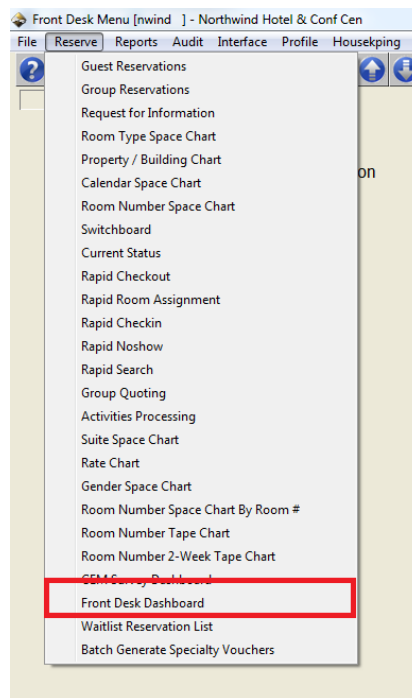 Front Desk Menu [nwind ] - Northwind Hotel & Conf Cen
File Reserve Reports Audit Interface Profile Housekping
Guest Reservations
Group Reservations
Request for Information
Room Type Space Chart
Property / Building Chart
on
Calendar Space Chart
Room Number Space Chart
Switchboard
Current Status
Rapid Checkout
Rapid Room Assignment
Rapid Checkin
Rapid Noshow
Rapid Search
Group Quoting
Activities Processing
Suite Space Chart
Rate Chart
Gender Space Chart
Room Number Space Chart By Room #
Room Number Tape Chart
Room Number 2-Week Tape Chart
Survey Dashboard
Front Desk Dashboard
Waitlist Reservation List
Batch Generate Specialty Vouchers